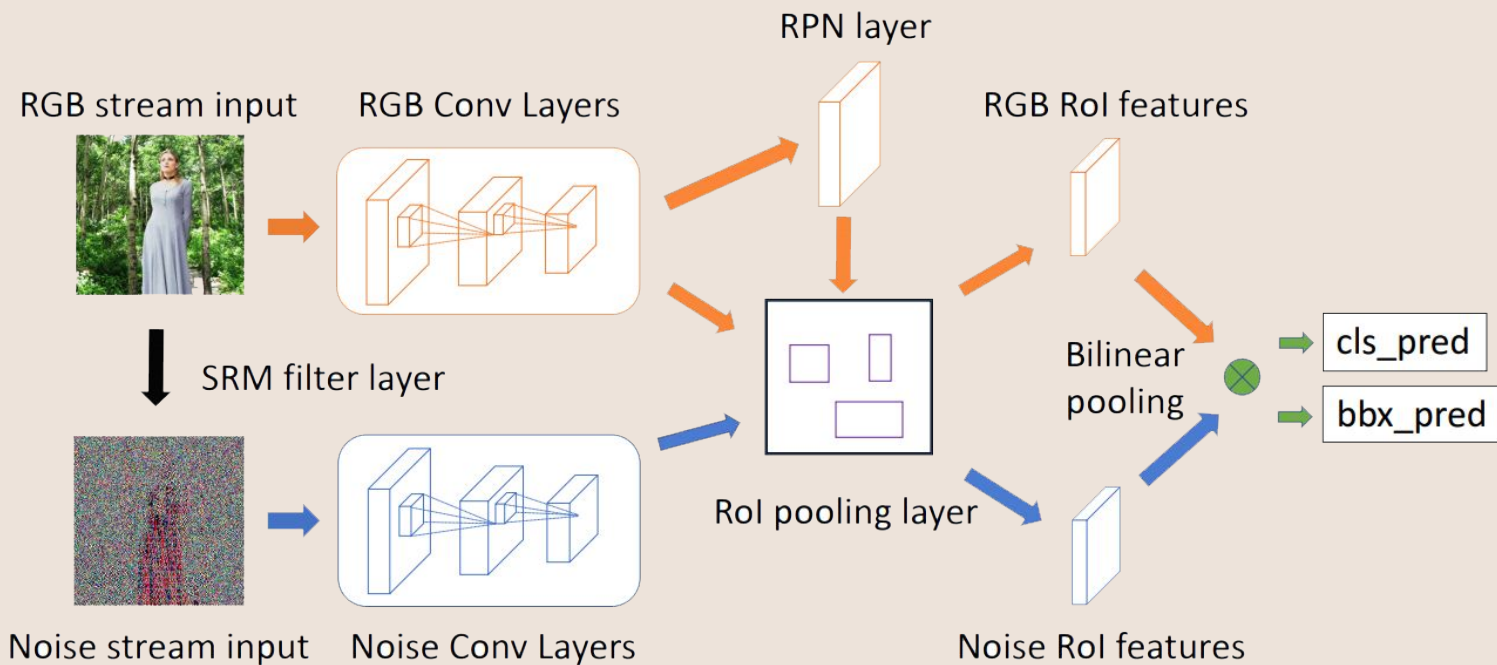 RPN layer
RGB stream input
RGB Conv Layers
RGB RoI features
SRM filter layer
Bilinear
pooling
cls_pred
bbx_pred
RoI pooling layer
Noise stream input
Noise Conv Layers
Noise RoI features